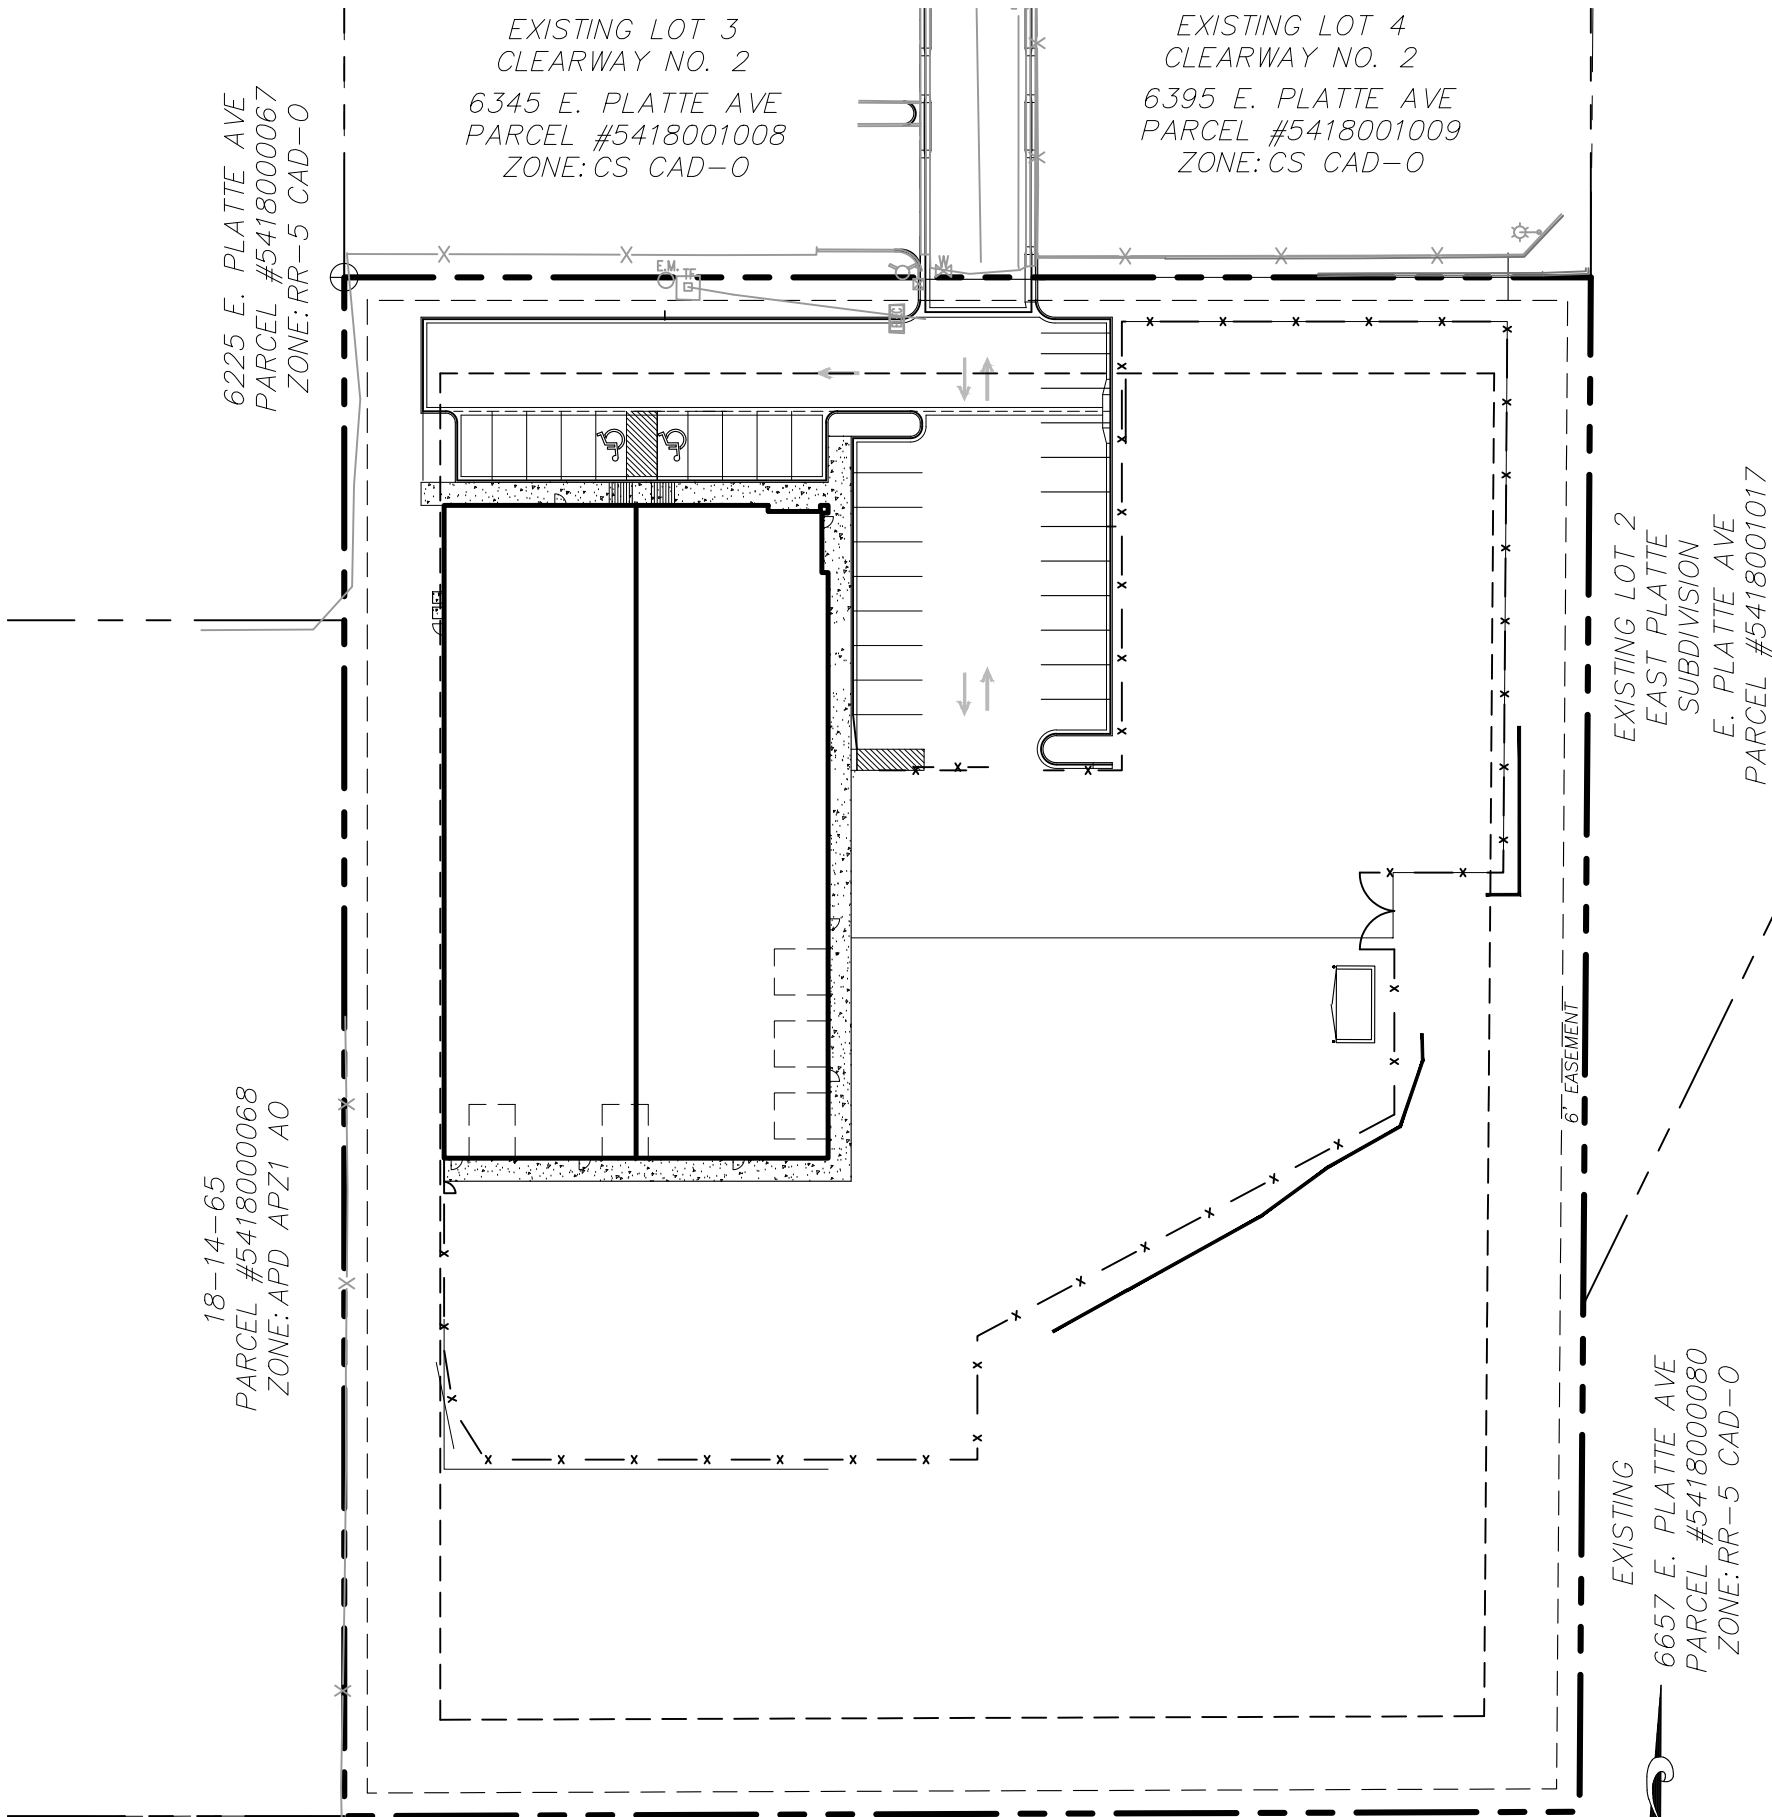 EXISTING LOT 3
CLEARWAY NO. 2
6345 E. PLATTE AVE
PARCEL #5418001008
ZONE: CS CAD-O
EXISTING LOT 4
CLEARWAY NO. 2
6395 E. PLATTE AVE
PARCEL #5418001009
ZONE: CS CAD-O
6225 E. PLATTE AVE
PARCEL #5418000067
ZONE: RR-5 CAD-O
E.M.
TF
W
EXISTING LOT 2
EAST PLATTE
SUBDIVISION
E. PLATTE AVE
PARCEL #5418001017
6' EASEMENT
18-14-65
PARCEL #5418000068
ZONE: APD APZ1 AO
EXISTING
6657 E. PLATTE AVE
PARCEL #5418000080
ZONE: RR-5 CAD-O